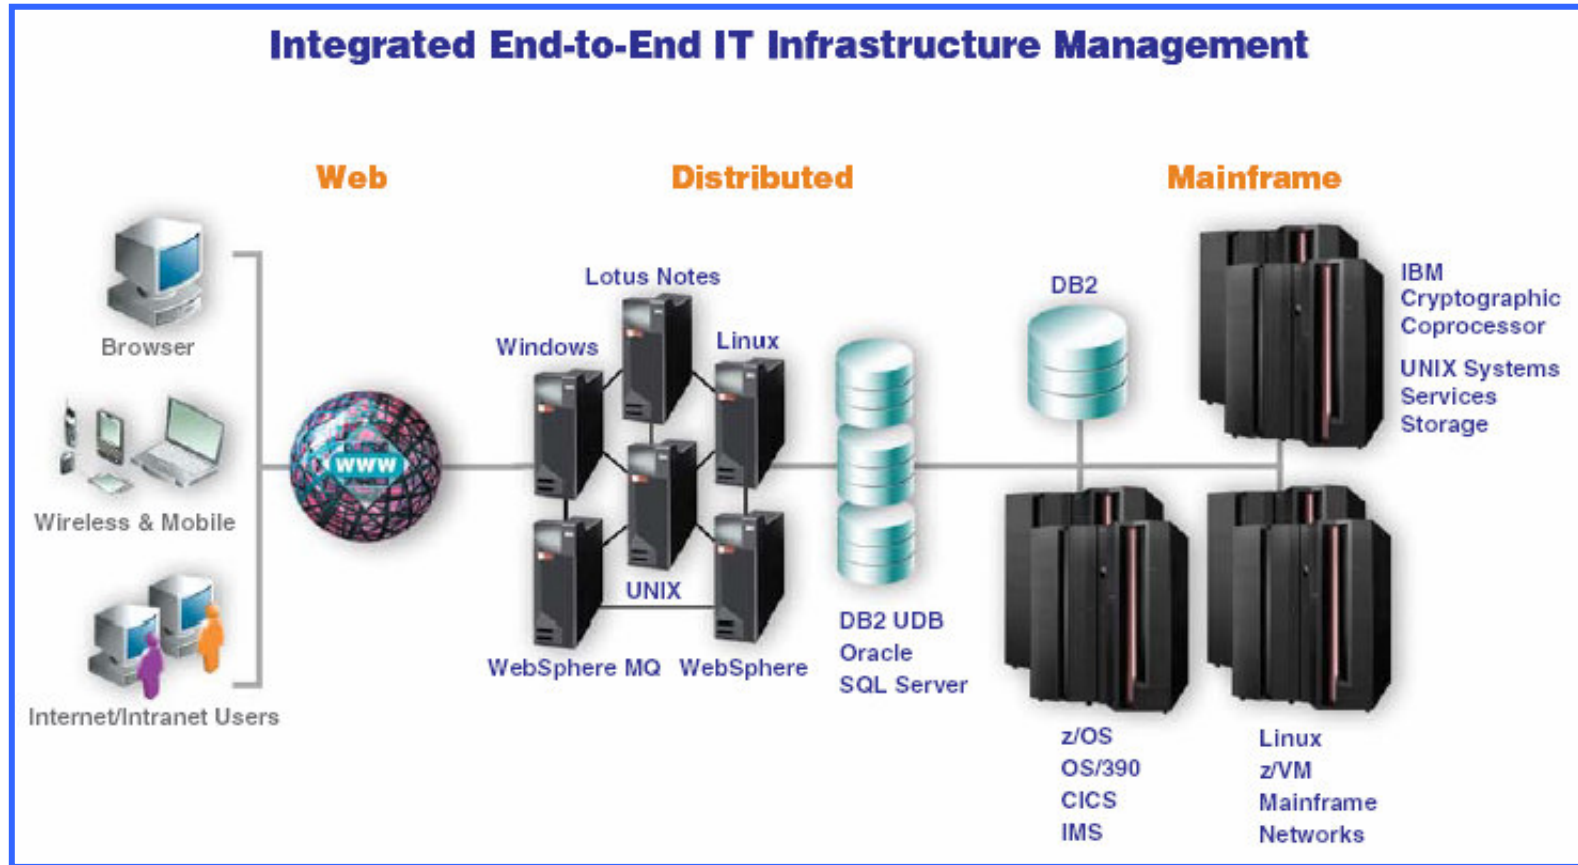 Integrated End-to-End IT Infrastructure Management
Web
Distributed
Mainframe
Browser
Wireless & Mobile
Internet/Intranet Users
WWW
Lotus Notes
Windows
Linux
UNIX
WebSphere MQ
WebSphere
DB2 UDB
Oracle
SQL Server
DB2
IBM
Cryptographic
Coprocessor
UNIX Systems
Services
Storage
z/OS
OS/390
CICS
IMS
Linux
z/VM
Mainframe
Networks